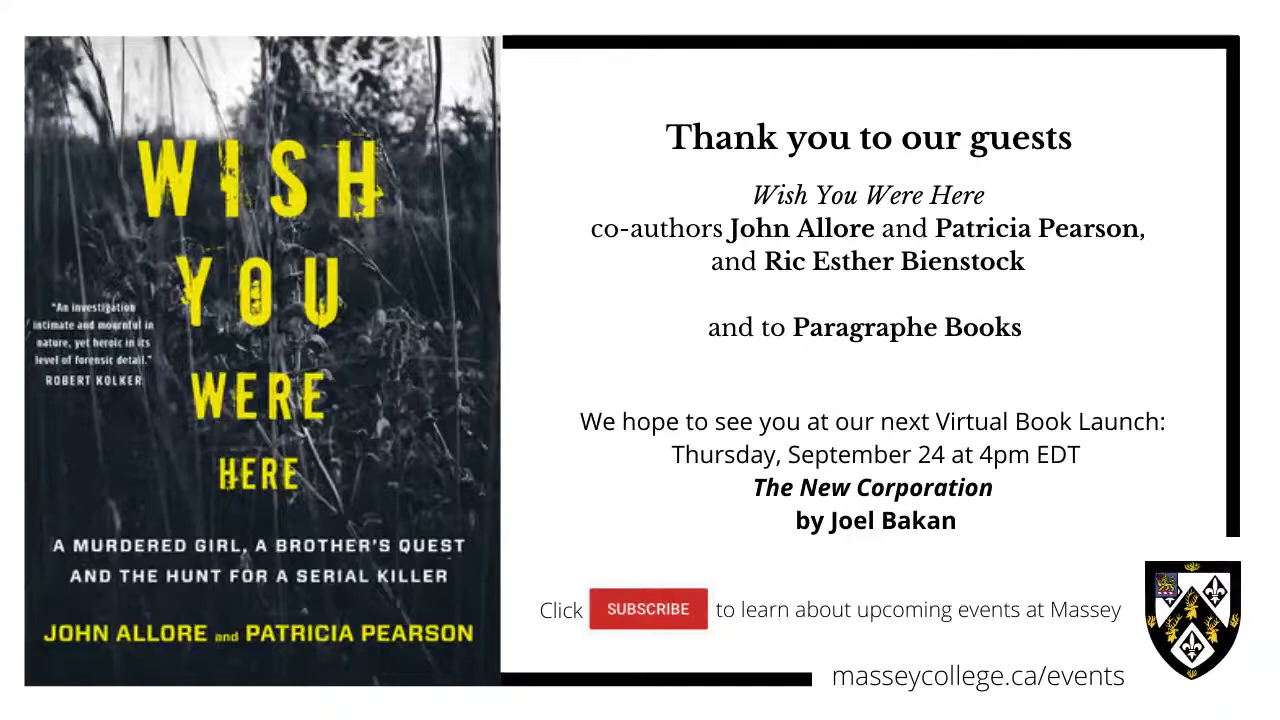 WISH
YOU
WERE
HERE
"An investigation
intimate and mournful in
nature, yet heroic in its
level of forensic detail."
ROBERT KOLKER
A MURDERED GIRL, A BROTHER'S QUEST
AND THE HUNT FOR A SERIAL KILLER
JOHN ALLORE and PATRICIA PEARSON
Thank you to our guests
Wish You Were Here
co-authors John Allore and Patricia Pearson,
and Ric Esther Bienstock
and to Paragraphe Books
We hope to see you at our next Virtual Book Launch:
Thursday, September 24 at 4pm EDT
The New Corporation
by Joel Bakan
Click SUBSCRIBE to learn about upcoming events at Massey
masseycollege.ca/events